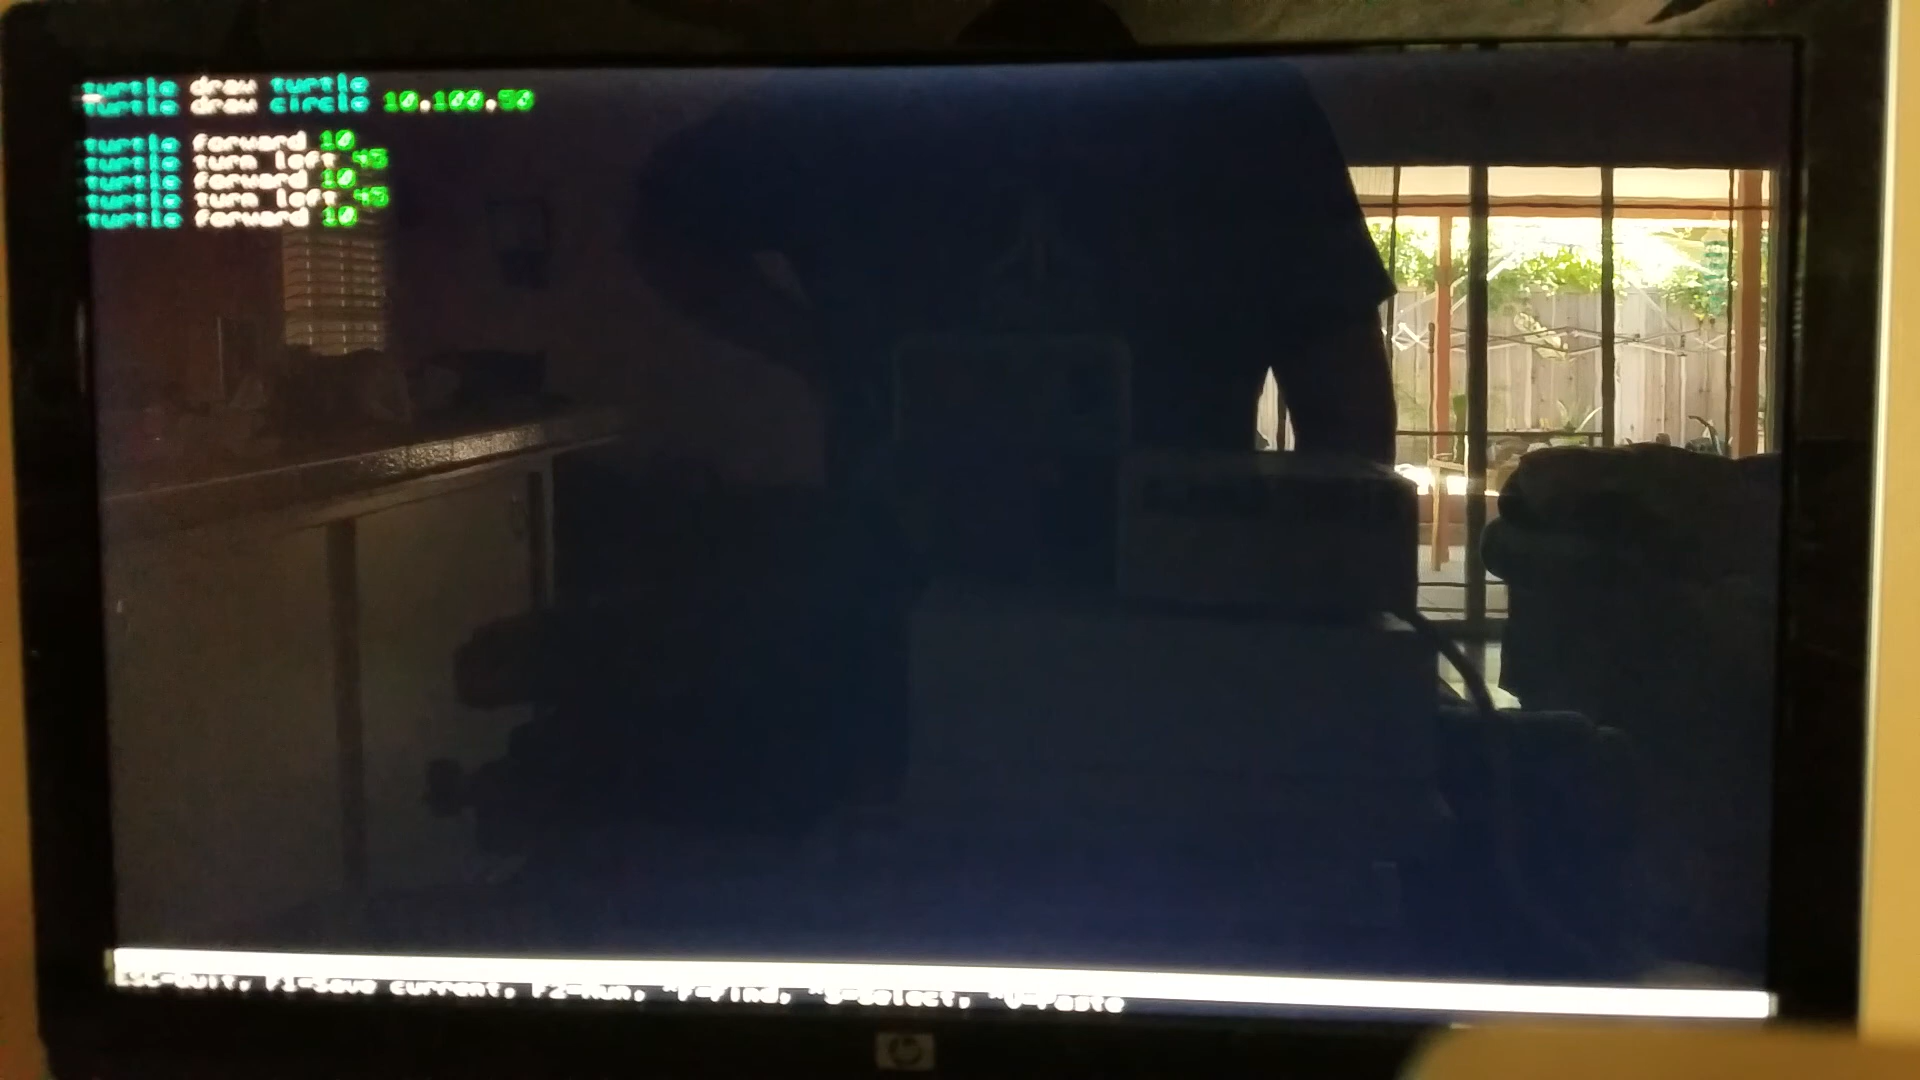 turtle draw turtle
turtle draw circle 10,100,50
turtle forward 10
turtle turn left 45
turtle forward 10
turtle turn left 45
turtle forward 10
ESC=Quit, F1=Save current, F2=Run, ^F=Find, ^S=Select, ^V=Paste
hp